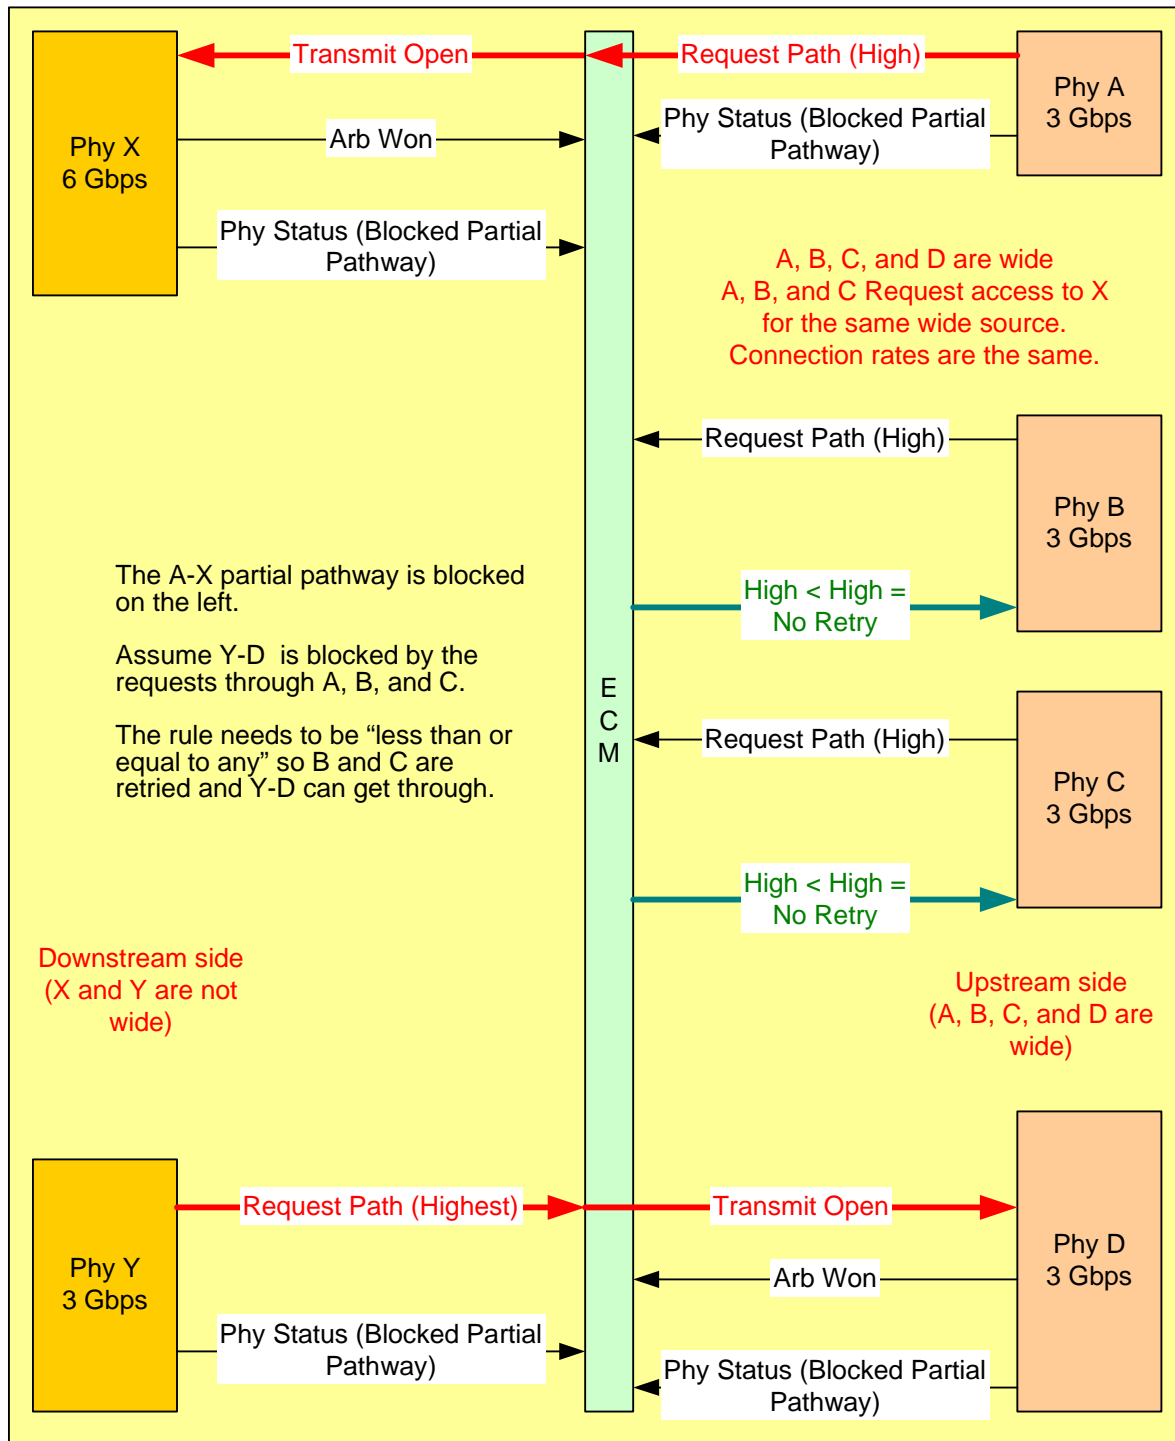 Transmit Open
Request Path (High)
Phy X
6 Gbps
Arb Won
Phy Status (Blocked Partial
Pathway)
Phy A
3 Gbps
Phy Status (Blocked Partial
Pathway)
A, B, C, and D are wide
A, B, and C Request access to X
for the same wide source.
Connection rates are the same.
Request Path (High)
Phy B
3 Gbps
High < High =
No Retry
The A-X partial pathway is blocked
on the left.
Assume Y-D is blocked by the
requests through A, B, and C.
The rule needs to be “less than or
equal to any” so B and C are
retried and Y-D can get through.
E
C
M
Request Path (High)
Phy C
3 Gbps
High < High =
No Retry
Downstream side
(X and Y are not
wide)
Upstream side
(A, B, C, and D are
wide)
Request Path (Highest)
Transmit Open
Phy Y
3 Gbps
Phy Status (Blocked Partial
Pathway)
Arb Won
Phy D
3 Gbps
Phy Status (Blocked Partial
Pathway)